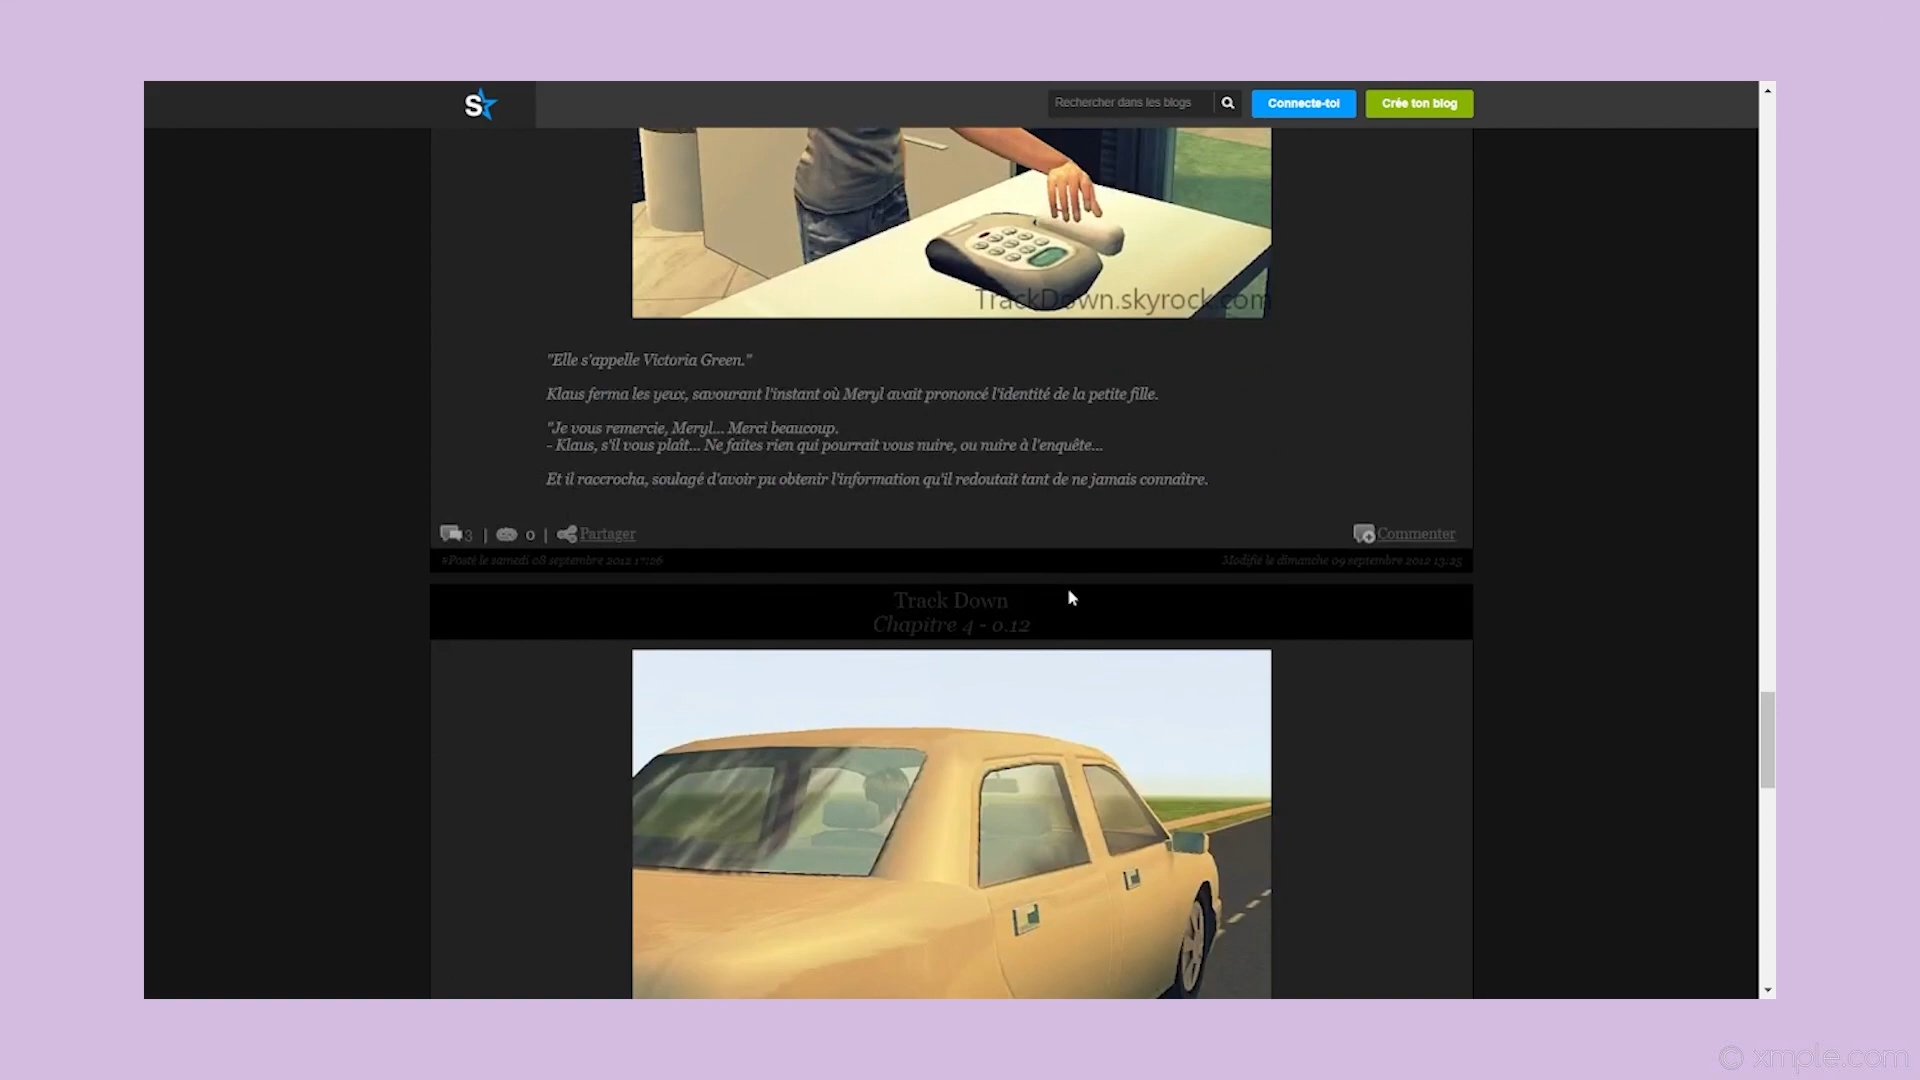 S
Rechercher dans les blogs
Connecte-toi
Crée ton blog
TrackDown.skyrock.com
"Elle s'appelle Victoria Green."
Klaus ferma les yeux, savourant l'instant où Meryl avait prononcé l'identité de la petite fille.
"Je vous remercie, Meryl... Merci beaucoup.
- Klaus, s'il vous plaît... Ne faites rien qui pourrait vous nuire, ou nuire à l'enquête...
Et il raccrocha, soulagé d'avoir pu obtenir l'information qu'il redoutait tant de ne jamais connaître.
3 | 0 | Partager
Commenter
#Posté le samedi 08 septembre 2012 17:26
Modifié le dimanche 09 septembre 2012 13:25
Track Down
Chapitre 4 - 0.12
© xmple.com